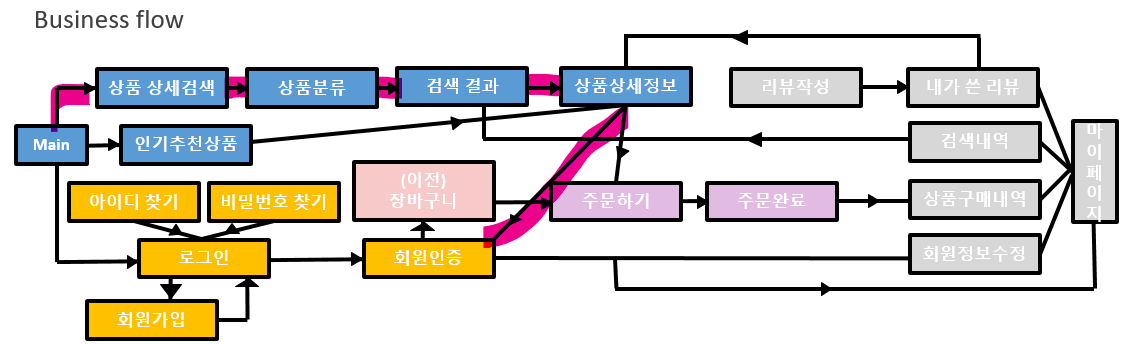 Business flow
상품 상세검색
상품분류
검색 결과
상품상세정보
리뷰작성
내가 쓴 리뷰
Main
인기추천상품
검색내역
마이페이지
(이전)
장바구니
아이디 찾기
비밀번호 찾기
주문하기
주문완료
상품구매내역
로그인
회원인증
회원정보수정
회원가입